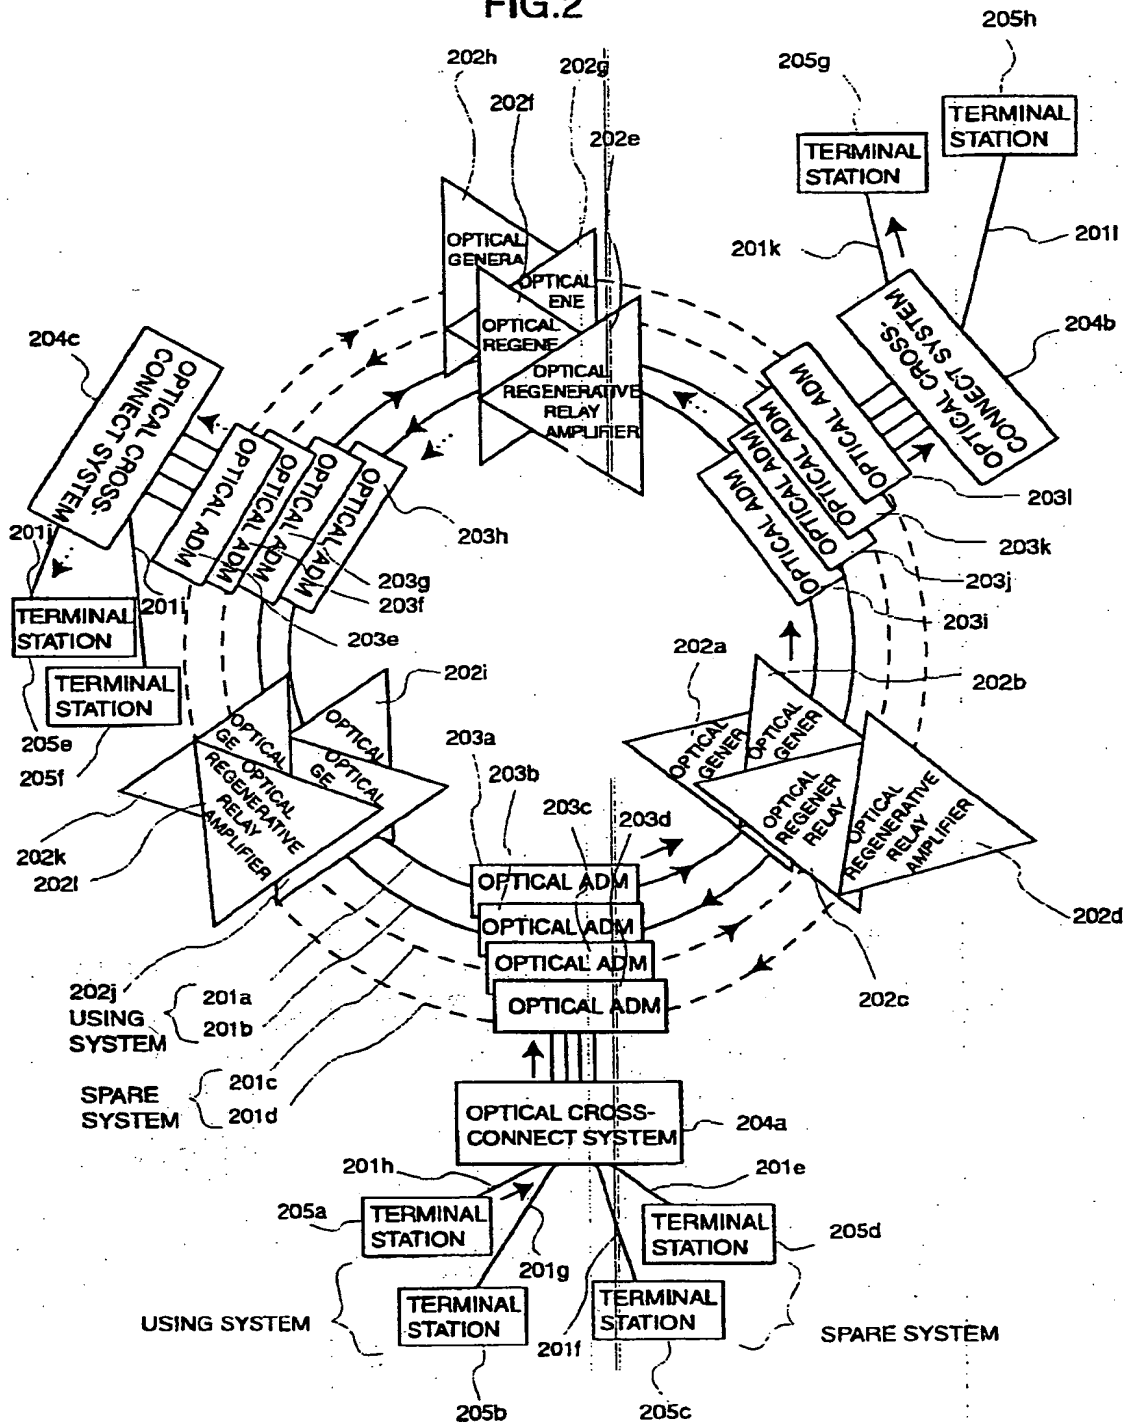 FIG.2
205h
202h
202g
205g
202f
TERMINAL
STATION
202e
TERMINAL
STATION
201k
201l
OPTICAL
GENERA
OPTICAL
ENE
OPTICAL
REGENE
OPTICAL
REGENERATIVE
RELAY
AMPLIFIER
204c
OPTICAL CROSS-
CONNECT SYSTEM
204b
OPTICAL CROSS-
CONNECT SYSTEM
OPTICAL ADM
OPTICAL ADM
OPTICAL ADM
OPTICAL ADM
203l
203k
203j
203i
OPTICAL ADM
OPTICAL ADM
OPTICAL ADM
OPTICAL ADM
203h
203g
203f
203e
201j
201i
TERMINAL
STATION
TERMINAL
STATION
205e
205f
202i
202a
202b
OPTICAL
GE
OPTICAL
OPTICAL
GE
OPTICAL
REGENERATIVE
RELAY
AMPLIFIER
OPTICAL
GENER
OPTICAL
GENER
OPTICAL
REGENER
RELAY
OPTICAL
REGENERATIVE
RELAY
AMPLIFIER
203a
203b
203c
203d
202k
202l
202d
202c
OPTICAL ADM
OPTICAL ADM
OPTICAL ADM
OPTICAL ADM
202j
USING
SYSTEM
201a
201b
SPARE
SYSTEM
201c
201d
OPTICAL CROSS-
CONNECT SYSTEM
204a
201h
201e
205a
TERMINAL
STATION
TERMINAL
STATION
205d
201g
USING SYSTEM
TERMINAL
STATION
201f
TERMINAL
STATION
SPARE SYSTEM
205b
205c